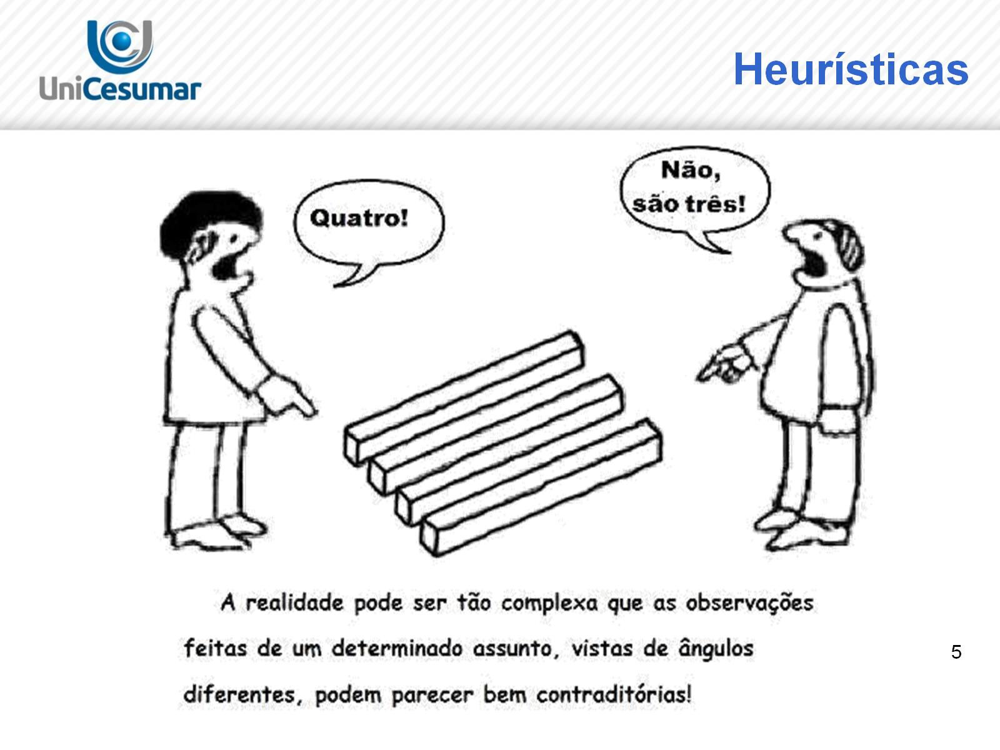 UniCesumar
Heurísticas
Quatro!
Não,
são três!
A realidade pode ser tão complexa que as observações
feitas de um determinado assunto, vistas de ângulos
diferentes, podem parecer bem contraditórias!
5